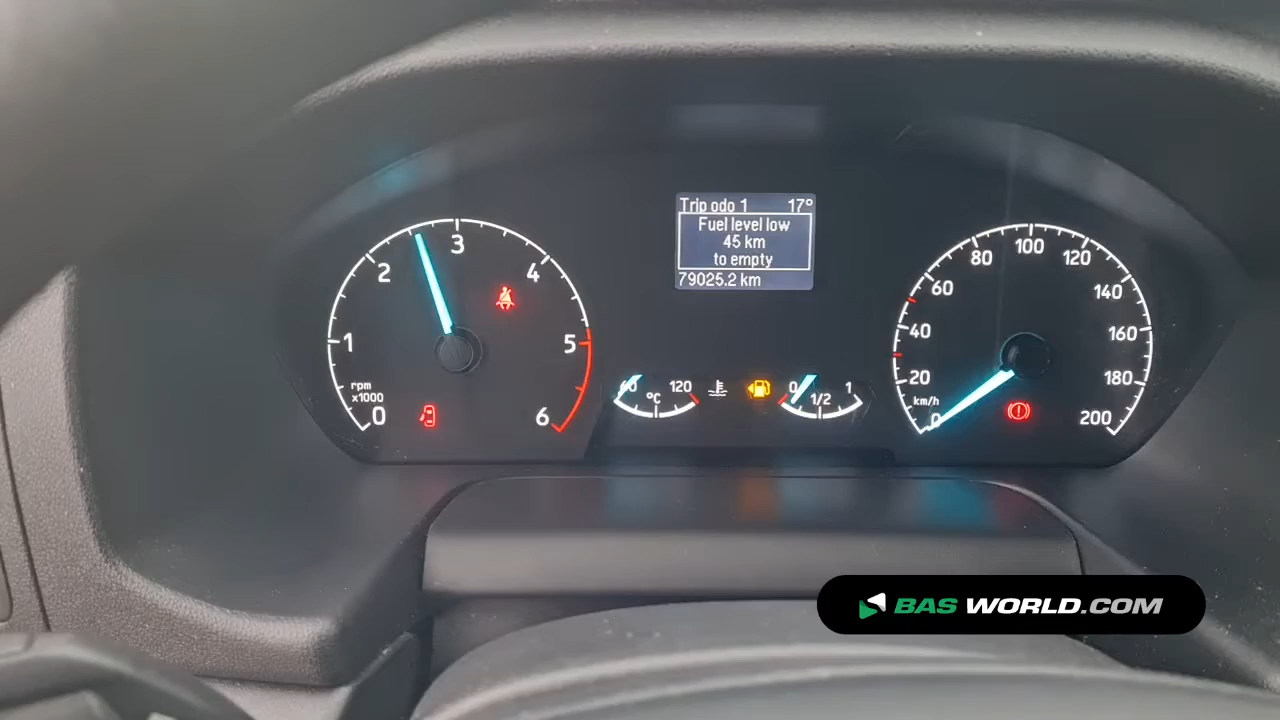 Trip odo 1 17°
Fuel level low
45 km
to empty
79025.2 km
0 1 2 3 4 5 6
rpm
x1000
60 120
°C
0 1/2 1
0 20 40 60 80 100 120 140 160 180 200
km/h
BAS WORLD.COM